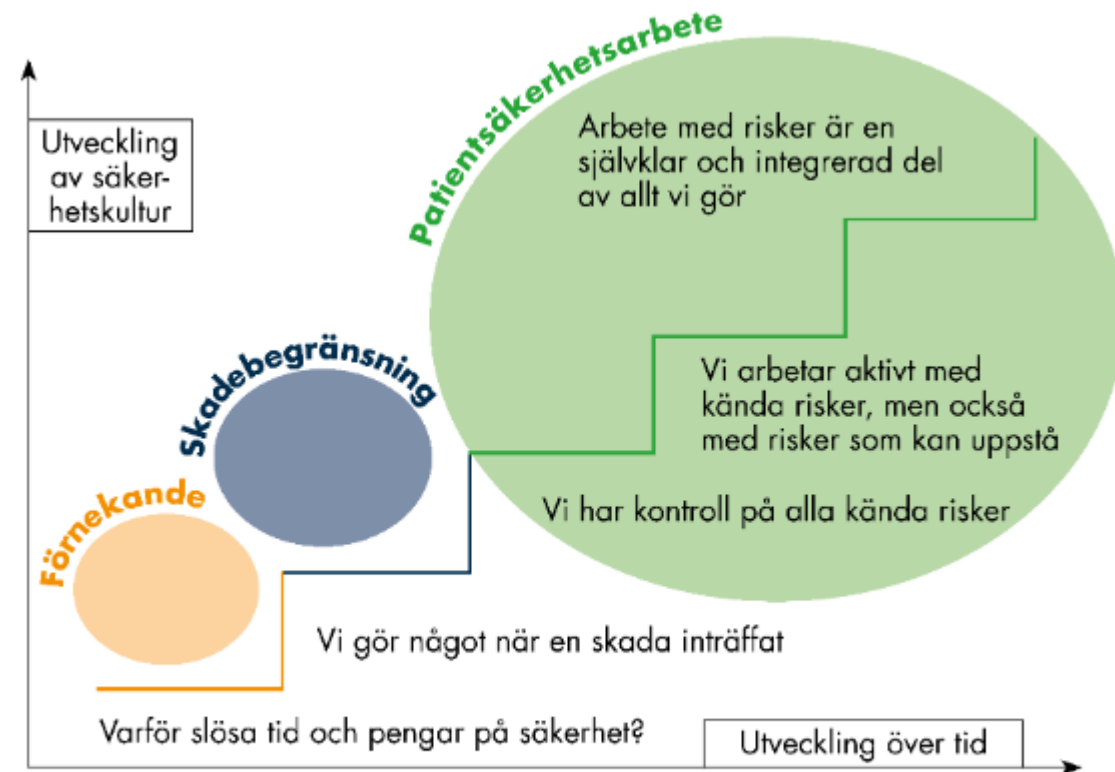 Patientsäkerhetsarbete
Utveckling
av säker-
hetskultur
Arbete med risker är en
självklar och integrerad del
av allt vi gör
Skadebegränsning
Vi arbetar aktivt med
kända risker, men också
med risker som kan uppstå
Förnekande
Vi har kontroll på alla kända risker
Vi gör något när en skada inträffat
Varför slösa tid och pengar på säkerhet?
Utveckling över tid